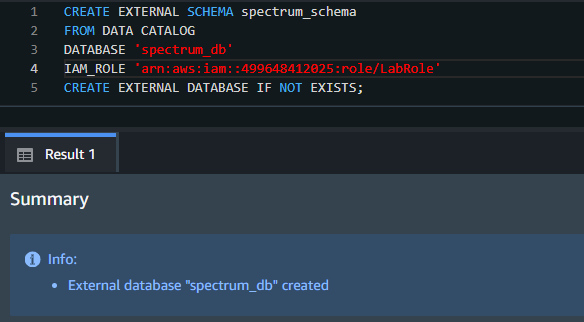 1 CREATE EXTERNAL SCHEMA spectrum_schema
2 FROM DATA CATALOG
3 DATABASE 'spectrum_db'
4 IAM_ROLE 'arn:aws:iam::499648412025:role/LabRole'
5 CREATE EXTERNAL DATABASE IF NOT EXISTS;
Result 1
Summary
Info:
• External database "spectrum_db" created